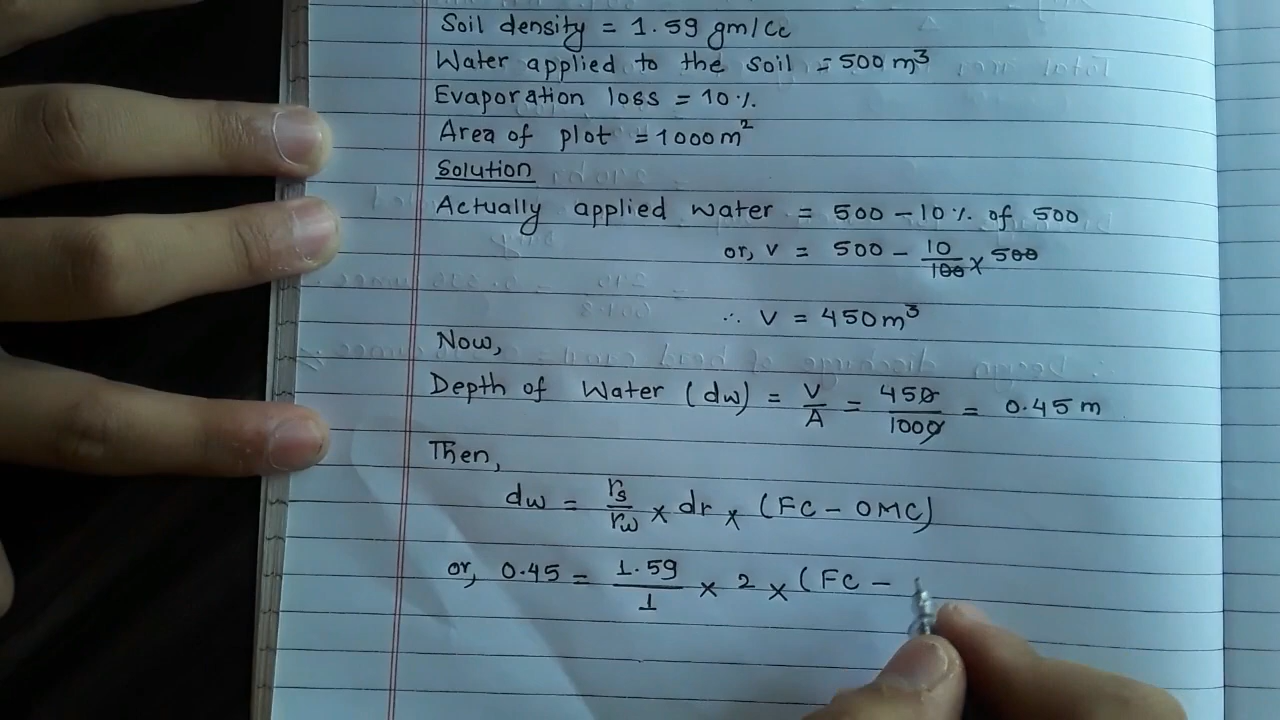 Soil density = 1.59 gm/cc
Water applied to the soil = 500 m³
Evaporation loss = 10%.
Area of plot = 1000 m²
Solution
Actually applied water = 500 - 10% of 500
or, V = 500 - 10/100 × 500
∴ V = 450 m³
Now,
Depth of Water (dw) = V/A = 450/1000 = 0.45 m
Then,
dw = rs/rw × dr × (FC - OMC)
or, 0.45 = 1.59/1 × 2 × (FC -